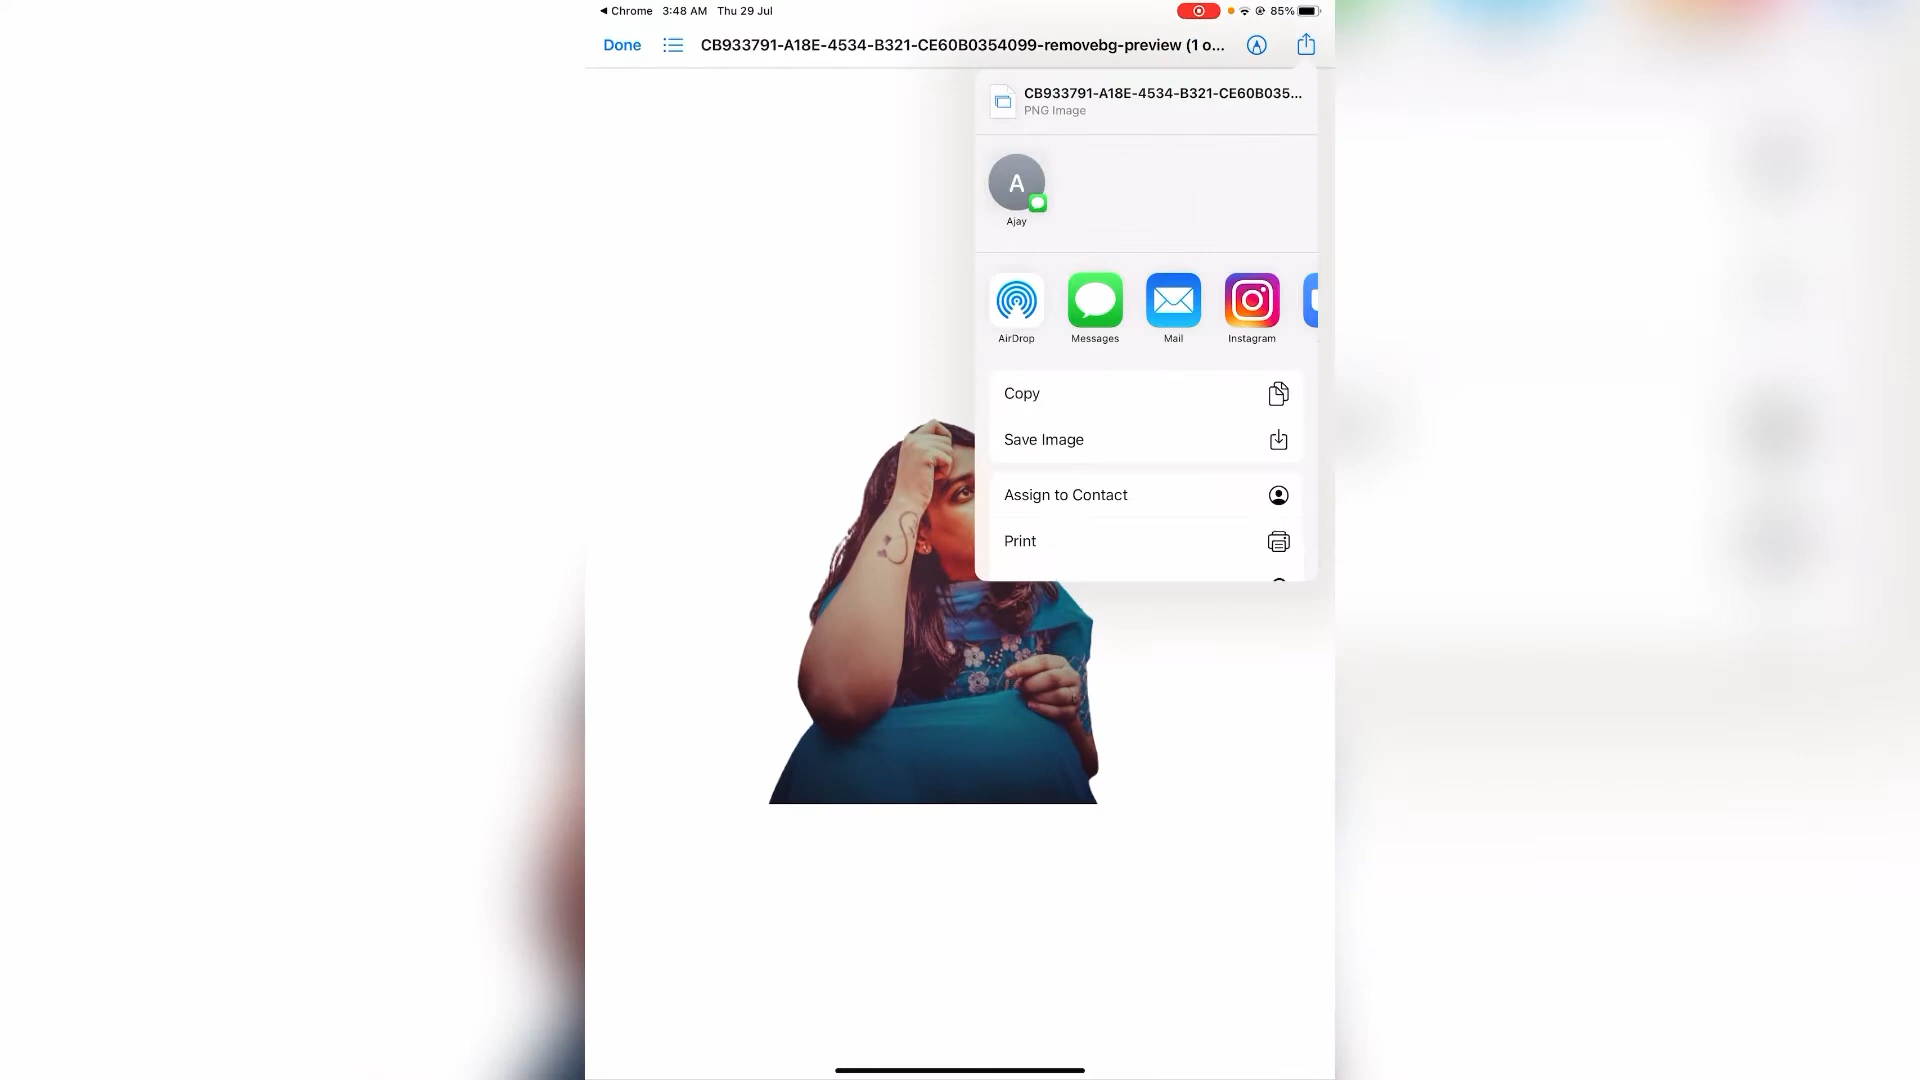 Chrome 3:48 AM Thu 29 Jul 85%
Done CB933791-A18E-4534-B321-CE60B0354099-removebg-preview (1 o...
CB933791-A18E-4534-B321-CE60B035...
PNG Image
A
Ajay
AirDrop Messages Mail Instagram
Copy
Save Image
Assign to Contact
Print